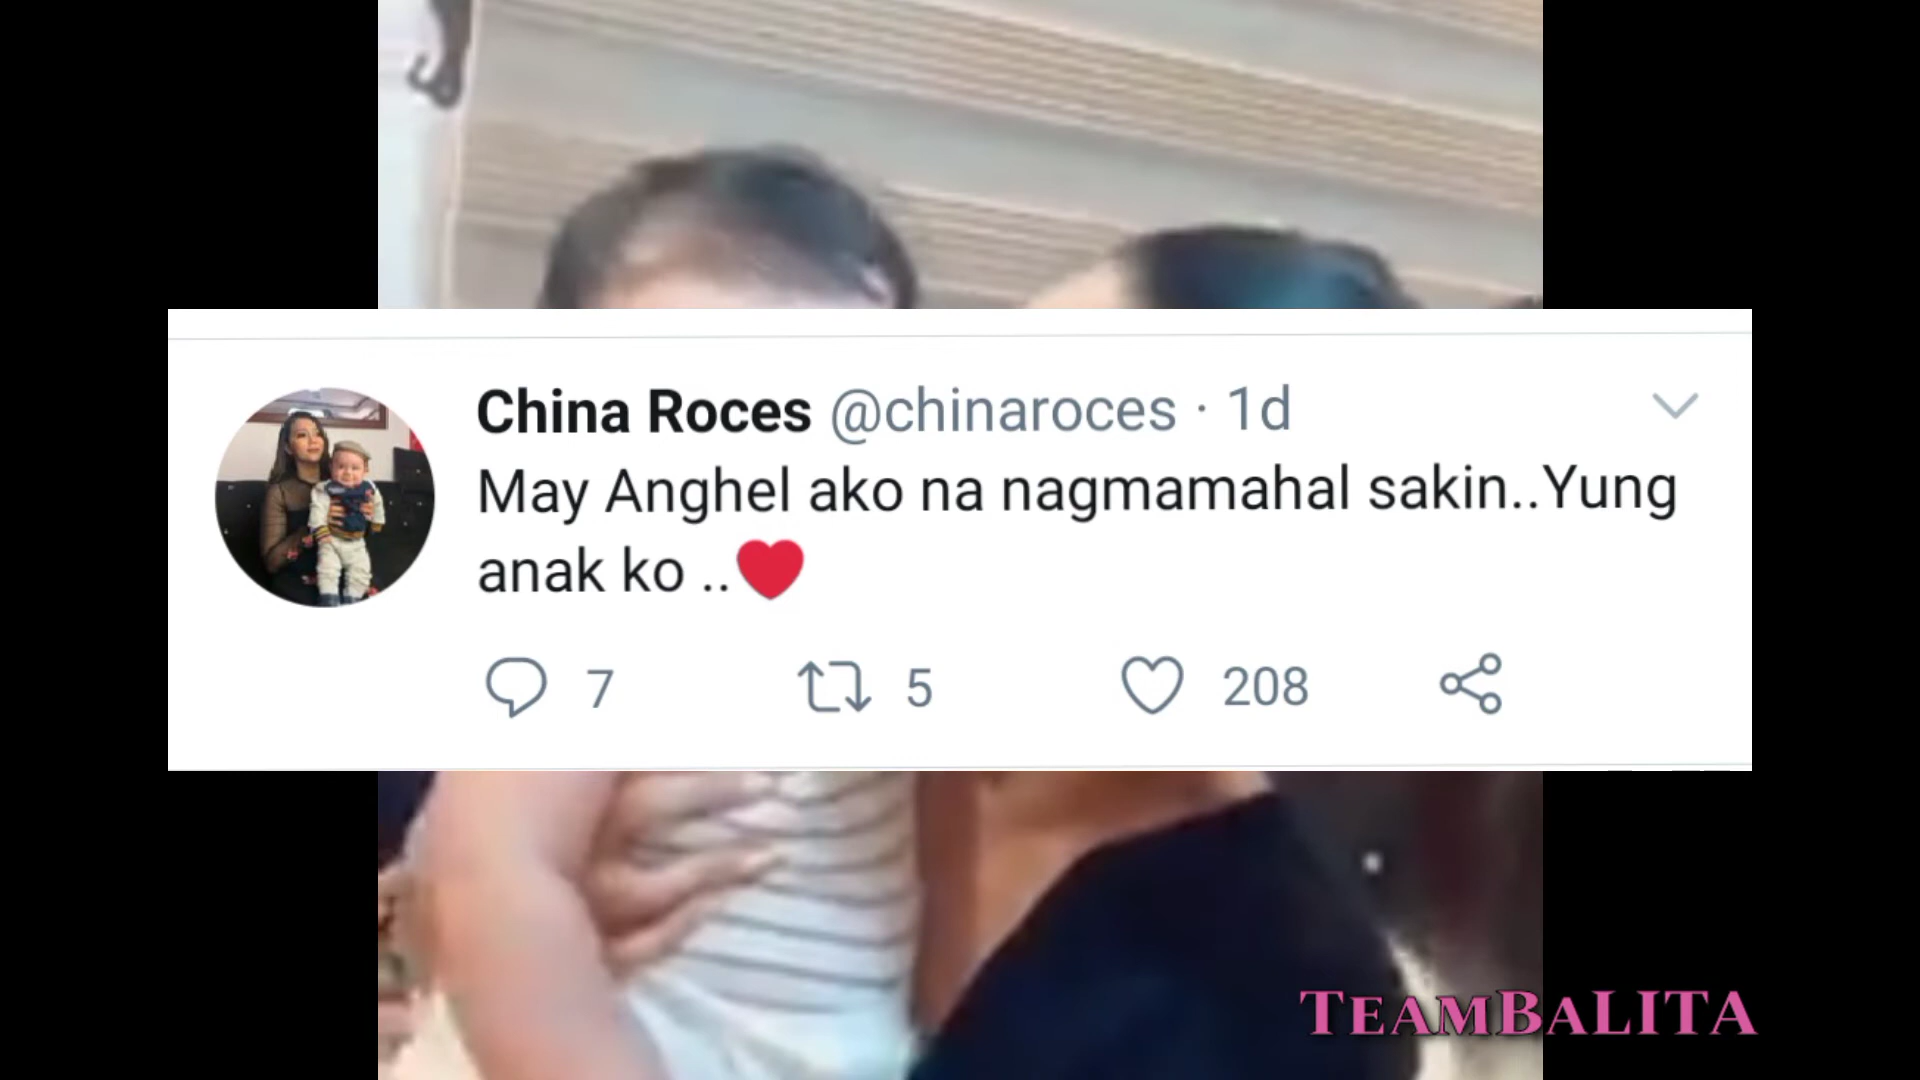 China Roces @chinaroces · 1d
May Anghel ako na nagmamahal sakin..Yung
anak ko ..❤
7 5 208
TEAMBALITA